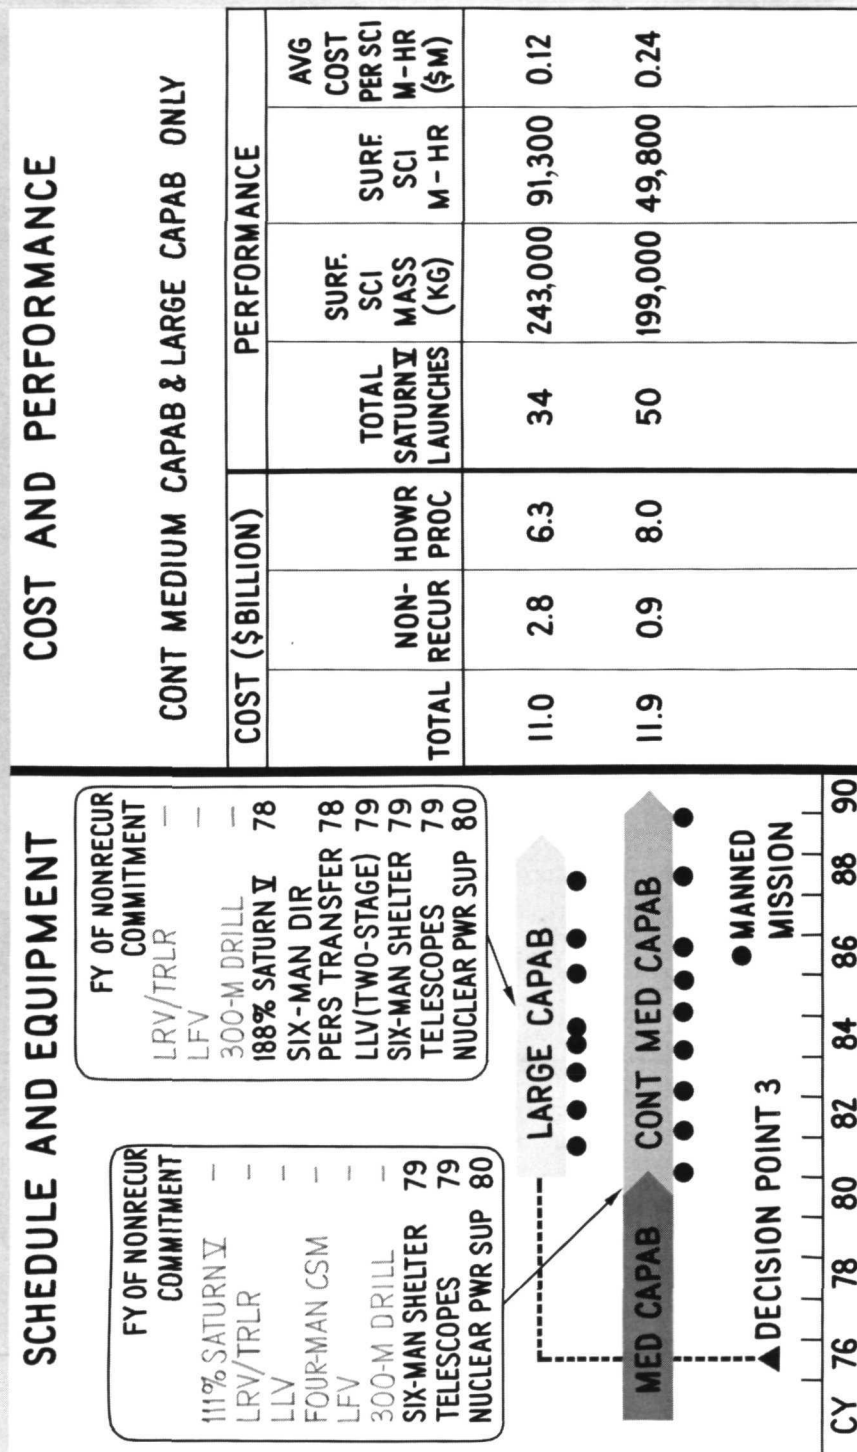 SCHEDULE AND EQUIPMENT
FY OF NONRECUR
COMMITMENT
111% SATURN V –
LRV/TRLR –
LLV –
FOUR-MAN CSM –
LFV –
300-M DRILL –
SIX-MAN SHELTER 79
TELESCOPES 79
NUCLEAR PWR SUP 80
FY OF NONRECUR
COMMITMENT
LRV/TRLR –
LFV –
300-M DRILL –
188% SATURN V 78
SIX-MAN DIR
PERS TRANSFER 78
LLV (TWO-STAGE) 79
SIX-MAN SHELTER 79
TELESCOPES 79
NUCLEAR PWR SUP 80
LARGE CAPAB
MED CAPAB
CONT MED CAPAB
DECISION POINT 3
MANNED
MISSION
CY 76 78 80 82 84 86 88 90
COST AND PERFORMANCE
CONT MEDIUM CAPAB & LARGE CAPAB ONLY
COST ($BILLION)
PERFORMANCE
TOTAL
NON-
RECUR
HDWR
PROC
TOTAL
SATURN V
LAUNCHES
SURF.
SCI
MASS
(KG)
SURF.
SCI
M-HR
AVG
COST
PER SCI
M-HR
($M)
11.0 2.8 6.3 34 243,000 91,300 0.12
11.9 0.9 8.0 50 199,000 49,800 0.24